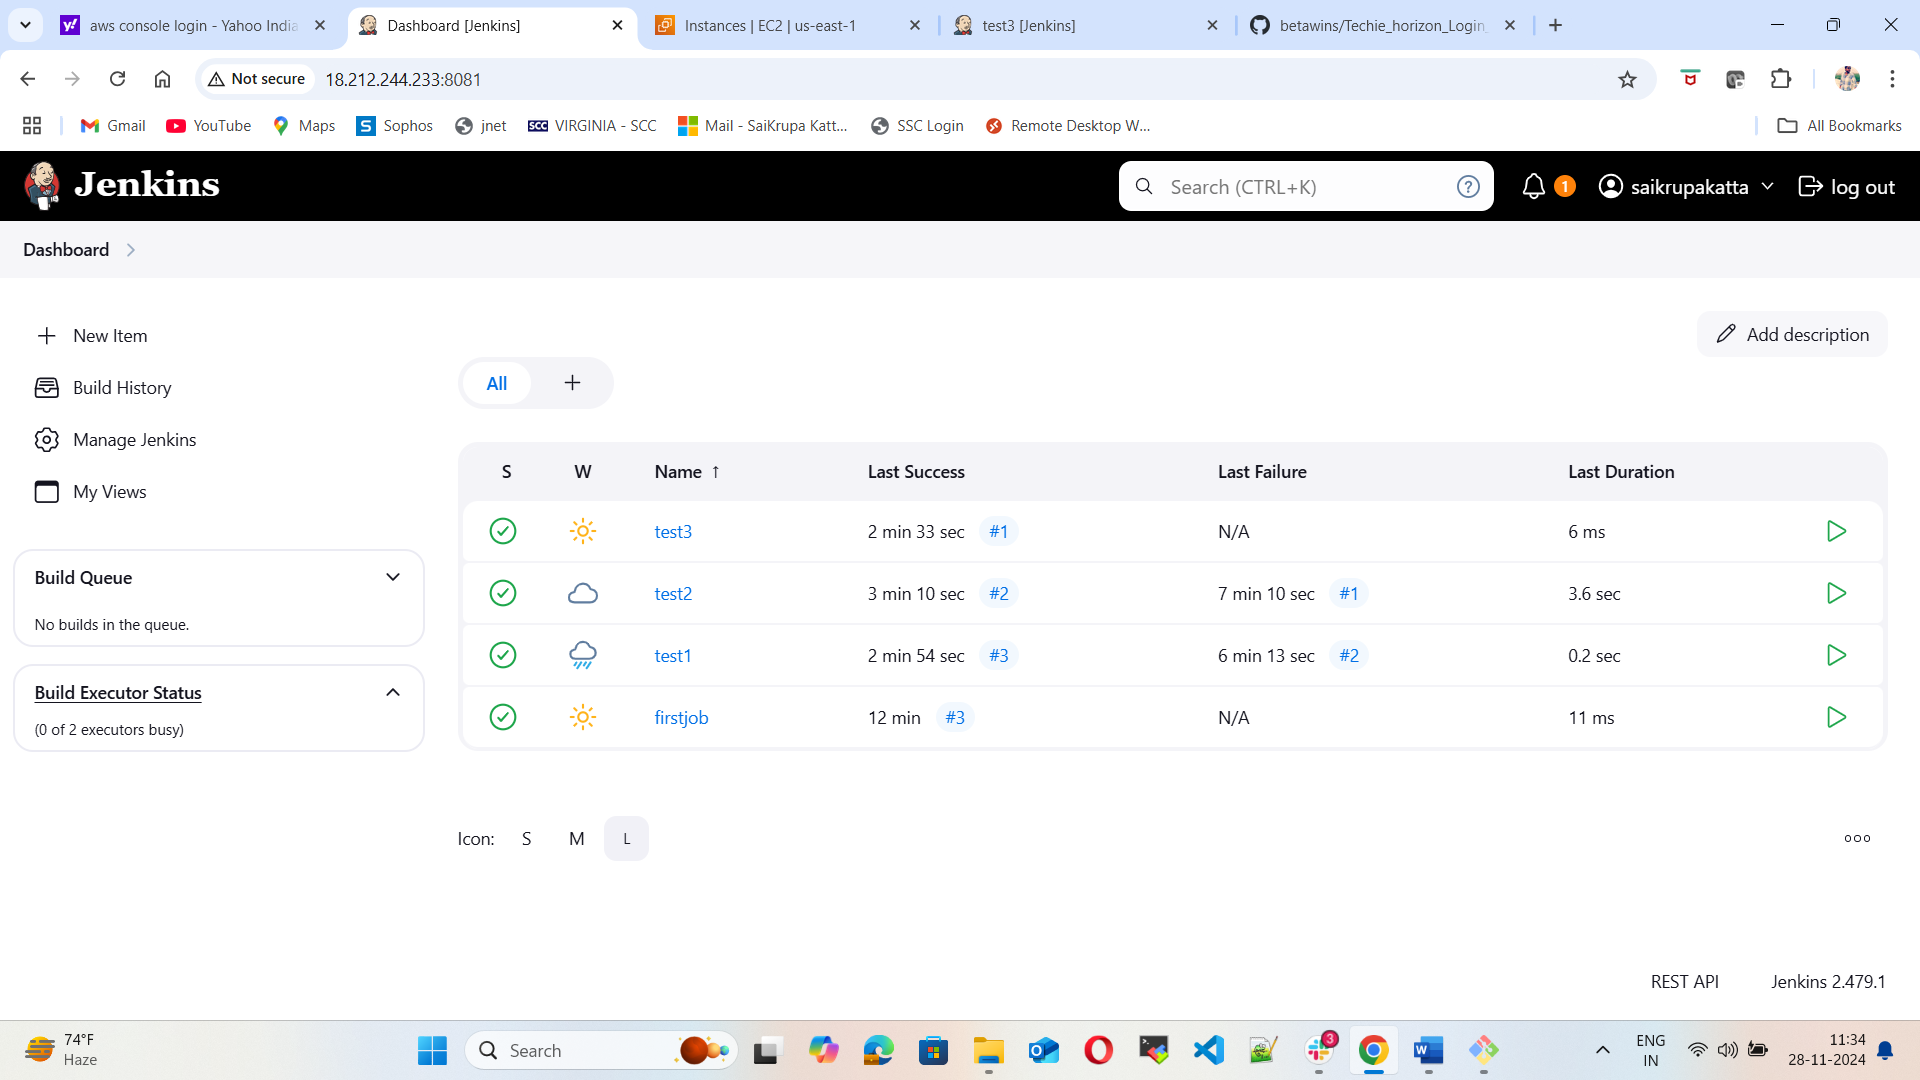 aws console login - Yahoo India
Dashboard [Jenkins]
Instances | EC2 | us-east-1
test3 [Jenkins]
betawins/Techie_horizon_Login_
Not secure
18.212.244.233:8081
Gmail
YouTube
Maps
S Sophos
jnet
SCC VIRGINIA - SCC
Mail - SaiKrupa Katt...
SSC Login
Remote Desktop W...
All Bookmarks
Jenkins
Search (CTRL+K)
?
1
saikrupakatta
log out
Dashboard
New Item
Build History
Manage Jenkins
My Views
Add description
All +
Build Queue
No builds in the queue.
Build Executor Status
(0 of 2 executors busy)
S W Name ↑ Last Success Last Failure Last Duration
test3 2 min 33 sec #1 N/A 6 ms
test2 3 min 10 sec #2 7 min 10 sec #1 3.6 sec
test1 2 min 54 sec #3 6 min 13 sec #2 0.2 sec
firstjob 12 min #3 N/A 11 ms
Icon: S M L
REST API
Jenkins 2.479.1
74°F
Haze
Search
3
ENG
IN
11:34
28-11-2024